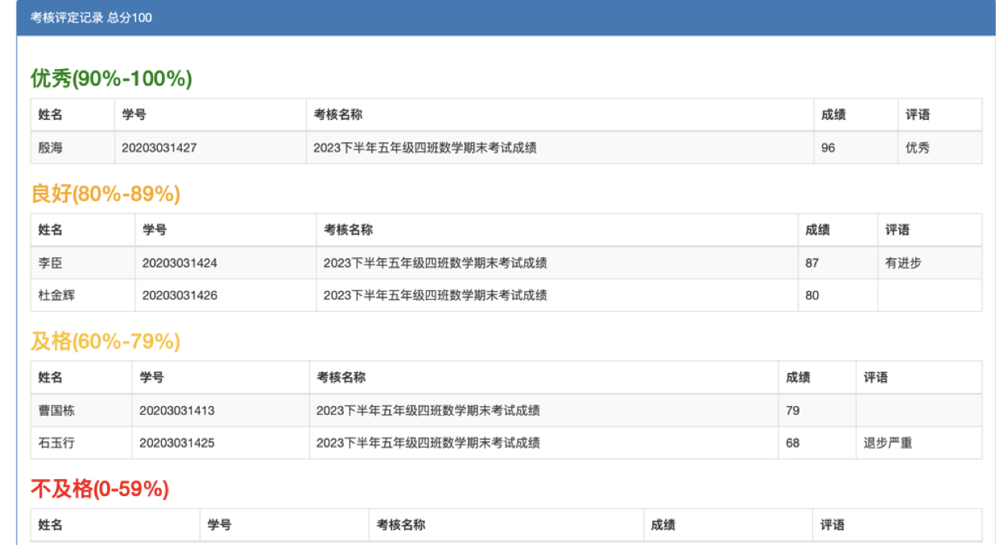 考核评定记录 总分100
优秀(90%-100%)
姓名 学号 考核名称 成绩 评语
殷海 20203031427 2023下半年五年级四班数学期末考试成绩 96 优秀
良好(80%-89%)
姓名 学号 考核名称 成绩 评语
李臣 20203031424 2023下半年五年级四班数学期末考试成绩 87 有进步
杜金辉 20203031426 2023下半年五年级四班数学期末考试成绩 80
及格(60%-79%)
姓名 学号 考核名称 成绩 评语
曹国栋 20203031413 2023下半年五年级四班数学期末考试成绩 79
石玉行 20203031425 2023下半年五年级四班数学期末考试成绩 68 退步严重
不及格(0-59%)
姓名 学号 考核名称 成绩 评语